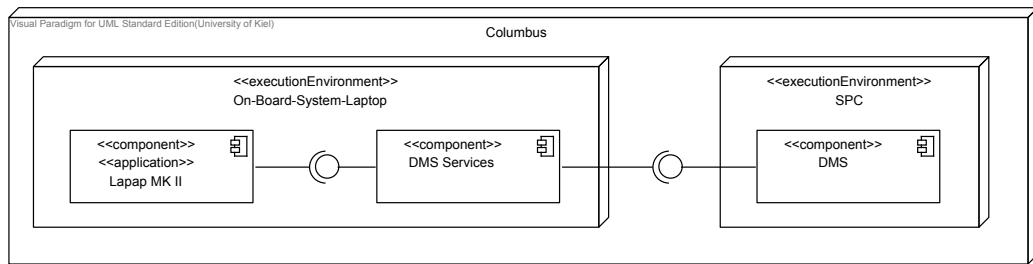 Visual Paradigm for UML Standard Edition(University of Kiel)
Columbus
<<executionEnvironment>>
On-Board-System-Laptop
<<component>>
<<application>>
Lapap MK II
<<component>>
DMS Services
<<executionEnvironment>>
SPC
<<component>>
DMS